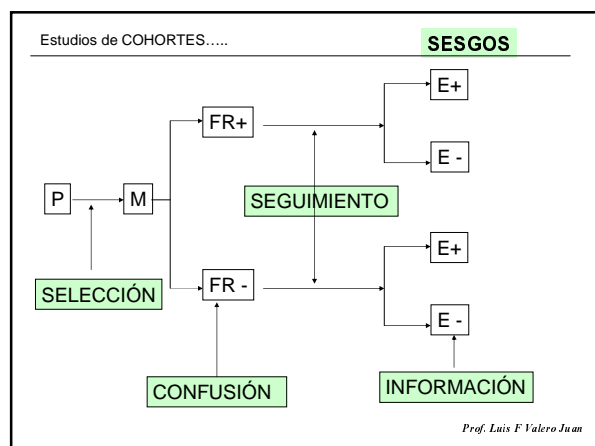 Estudios de COHORTES…..
SESGOS
E+
FR+
E -
P
M
SEGUIMIENTO
E+
SELECCIÓN
FR -
E -
CONFUSIÓN
INFORMACIÓN
Prof. Luis F Valero Juan